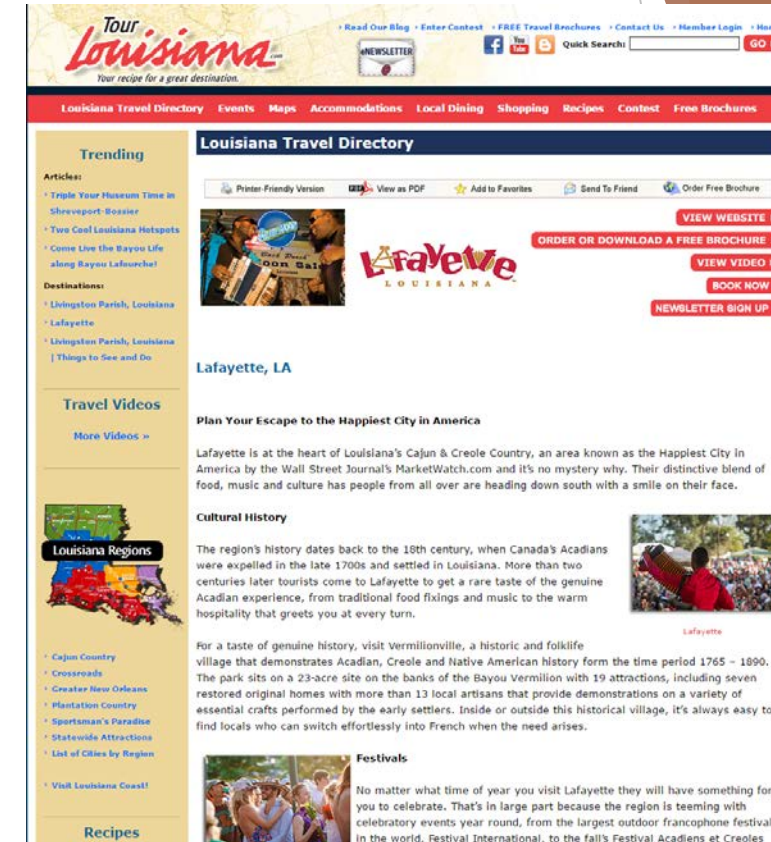 Tour
Louisiana.com
Your recipe for a great destination.
Read Our Blog Enter Contest FREE Travel Brochures Contact Us Member Login
eNEWSLETTER
Quick Search: GO
Louisiana Travel Directory Events Maps Accommodations Local Dining Shopping Recipes Contest Free Brochures
Trending
Articles:
Triple Your Museum Time in
Shreveport-Bossier
Two Cool Louisiana Hotspots
Come Live the Bayou Life
along Bayou Lafourche!
Destinations:
Livingston Parish, Louisiana
Lafayette
Livingston Parish, Louisiana
| Things to See and Do
Travel Videos
More Videos »
Louisiana Regions
Cajun Country
Crossroads
Greater New Orleans
Plantation Country
Sportsman's Paradise
Statewide Attractions
List of Cities by Region
Visit Louisiana Coast!
Recipes
Louisiana Travel Directory
Printer-Friendly Version View as PDF Add to Favorites Send To Friend Order Free Brochure
Lafayette
LOUISIANA
VIEW WEBSITE
ORDER OR DOWNLOAD A FREE BROCHURE
VIEW VIDEO
BOOK NOW
NEWSLETTER SIGN UP
Lafayette, LA
Plan Your Escape to the Happiest City in America
Lafayette is at the heart of Louisiana's Cajun & Creole Country, an area known as the Happiest City in
America by the Wall Street Journal's MarketWatch.com and it's no mystery why. Their distinctive blend of
food, music and culture has people from all over are heading down south with a smile on their face.
Cultural History
The region's history dates back to the 18th century, when Canada's Acadians
were expelled in the late 1700s and settled in Louisiana. More than two
centuries later tourists come to Lafayette to get a rare taste of the genuine
Acadian experience, from traditional food fixings and music to the warm
hospitality that greets you at every turn.
Lafayette
For a taste of genuine history, visit Vermilionville, a historic and folklife
village that demonstrates Acadian, Creole and Native American history form the time period 1765 – 1890.
The park sits on a 23-acre site on the banks of the Bayou Vermilion with 19 attractions, including seven
restored original homes with more than 13 local artisans that provide demonstrations on a variety of
essential crafts performed by the early settlers. Inside or outside this historical village, it's always easy to
find locals who can switch effortlessly into French when the need arises.
Festivals
No matter what time of year you visit Lafayette they will have something for
you to celebrate. That's in large part because the region is teeming with
celebratory events year round, from the largest outdoor francophone festival
in the world, Festival International, to the fall's Festival Acadiens et Creoles